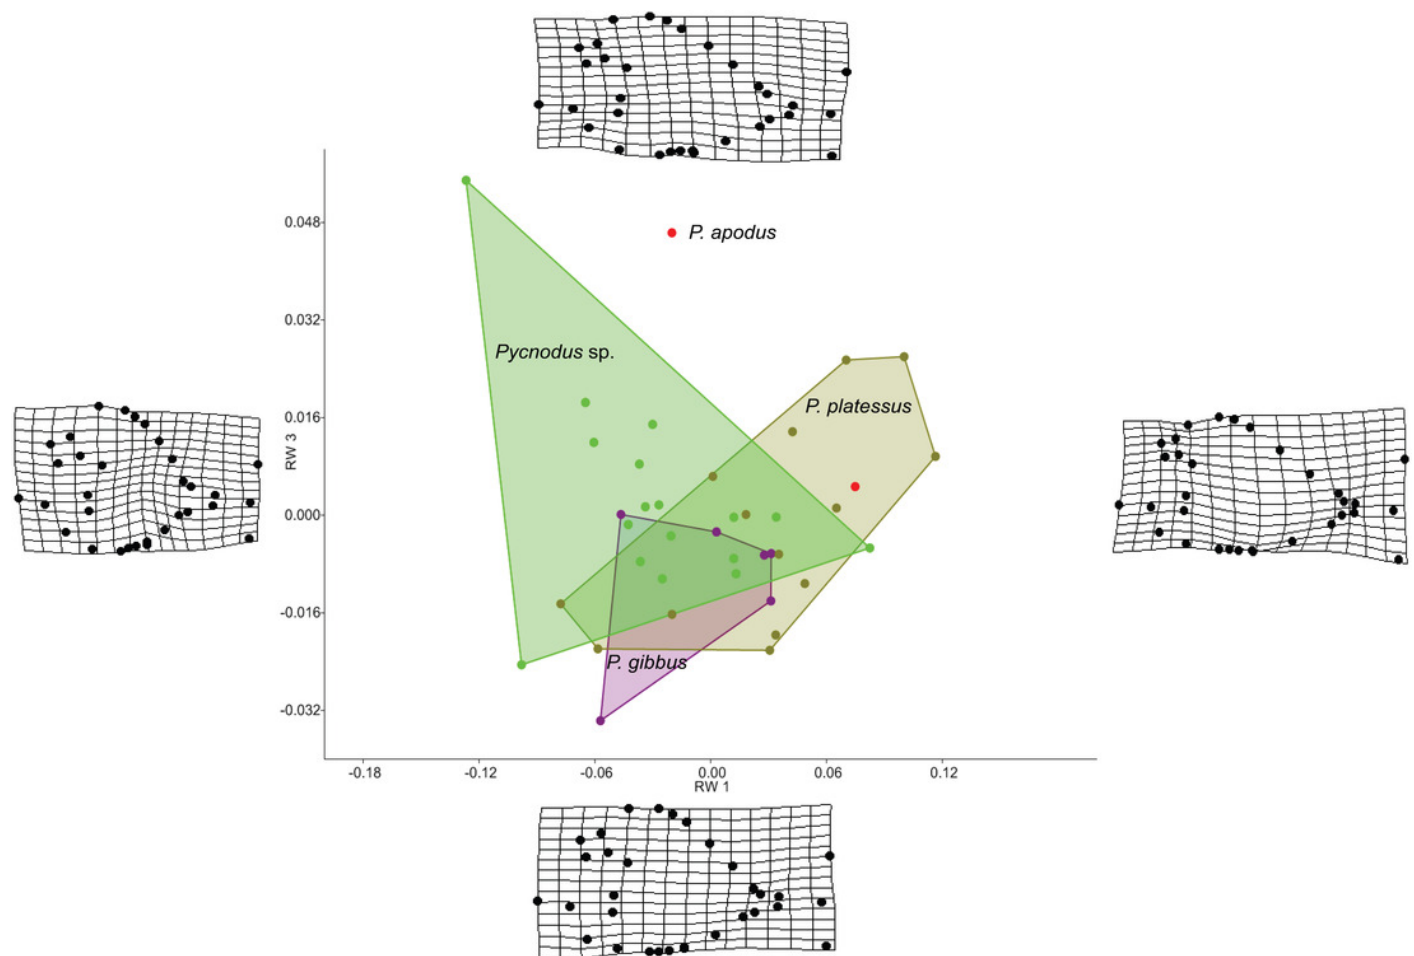 0.048
P. apodus
0.032
Pycnodus sp.
0.016
P. platessus
RW 3
0.000
-0.016
P. gibbus
-0.032
-0.18
-0.12
-0.06
0.00
0.06
0.12
RW 1